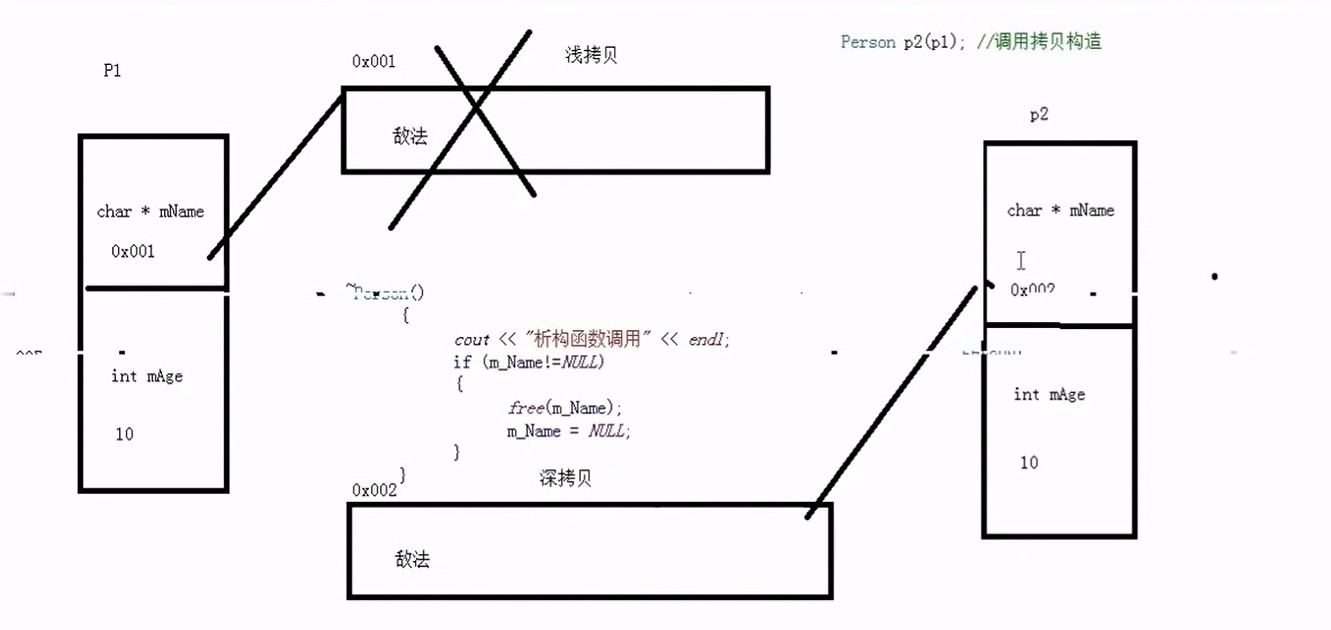 Person p2(p1); //调用拷贝构造
P1
0x001
浅拷贝
敌法
char * mName
0x001
int mAge
10
p2
char * mName
0x002
int mAge
10
~Person()
{
cout << "析构函数调用" << endl;
if (m_Name!=NULL)
{
free(m_Name);
m_Name = NULL;
}
}
深拷贝
0x002
敌法